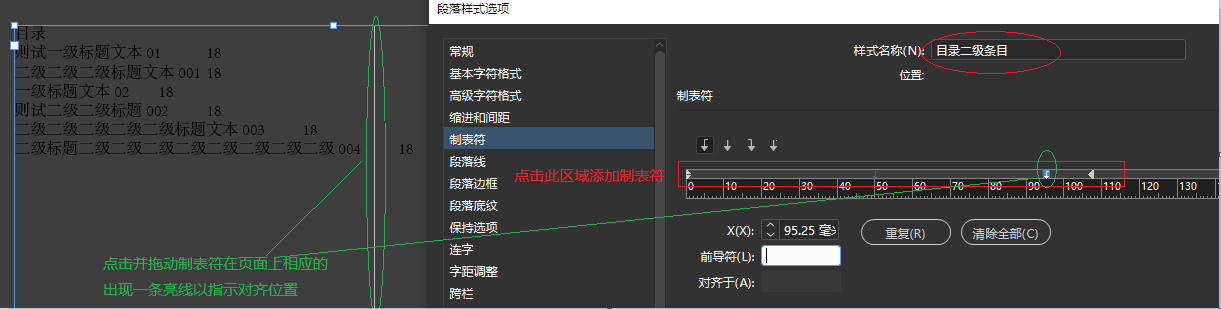 目录
则试一级标题文本 01 18
二级二级二级标题文本 001 18
一级标题文本 02 18
则试二级二级标题 002 18
二级二级二级二级二级标题文本 003 18
二级标题二级二级二级二级二级二级二级二级 004 18
点击并拖动制表符在页面上相应的
出现一条亮线以指示对齐位置
段落样式选项
常规
基本字符格式
高级字符格式
缩进和间距
制表符
段落线
段落边框
段落底纹
保持选项
连字
字距调整
跨栏
样式名称(N): 目录二级条目
位置:
制表符
点击此区域添加制表符
0 10 20 30 40 50 60 70 80 90 100 110 120 130
X(X): 95.25 毫米
重复(R)
清除全部(C)
前导符(L):
对齐于(A):